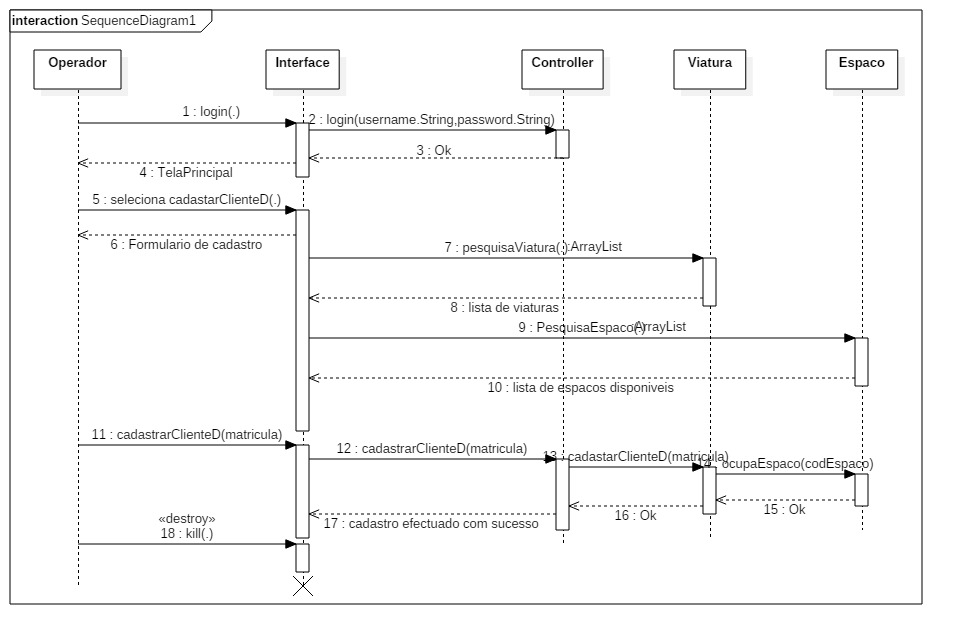 interaction SequenceDiagram1
Operador
Interface
Controller
Viatura
Espaco
1 : login(.)
2 : login(username.String,password.String)
3 : Ok
4 : TelaPrincipal
5 : seleciona cadastarClienteD(.)
6 : Formulario de cadastro
7 : pesquisaViatura(.):ArrayList
8 : lista de viaturas
9 : PesquisaEspaco(.):ArrayList
10 : lista de espacos disponiveis
11 : cadastrarClienteD(matricula)
12 : cadastrarClienteD(matricula)
13 : cadastarClienteD(matricula)
14 : ocupaEspaco(codEspaco)
15 : Ok
16 : Ok
17 : cadastro efectuado com sucesso
«destroy»
18 : kill(.)